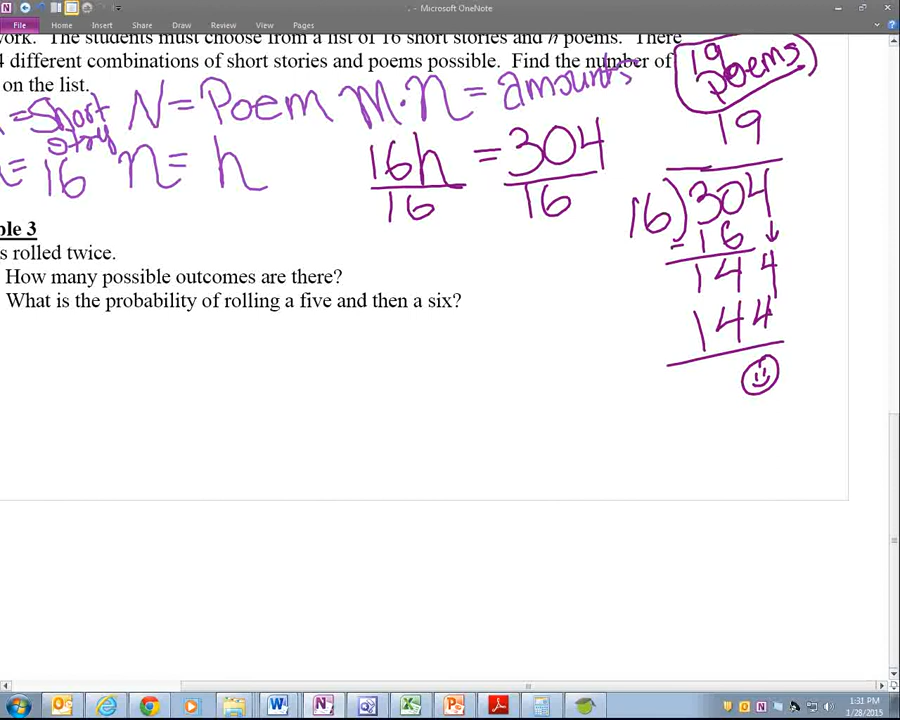 Microsoft OneNote
File Home Insert Share Draw Review View Pages
work. The students must choose from a list of 16 short stories and h poems. There
4 different combinations of short stories and poems possible. Find the number of
on the list.
19
poems
= Short
story
N = Poem M · N = amounts
= 16 n = h
16h = 304
16 16
19
16)304
- 16
144
144
ble 3
s rolled twice.
How many possible outcomes are there?
What is the probability of rolling a five and then a six?
1:31 PM
1/28/2015